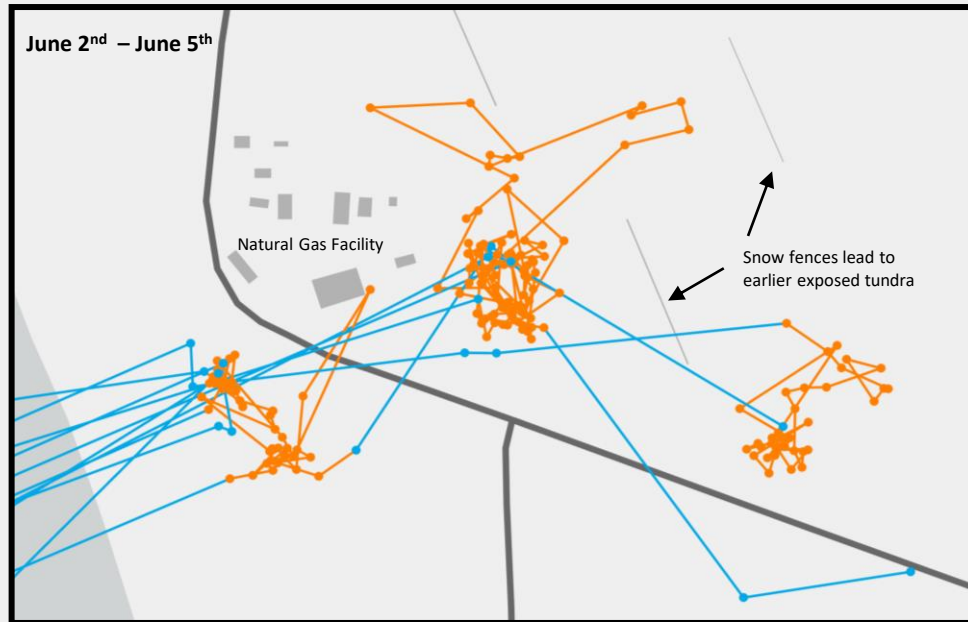 June 2nd – June 5th
Natural Gas Facility
Snow fences lead to
earlier exposed tundra